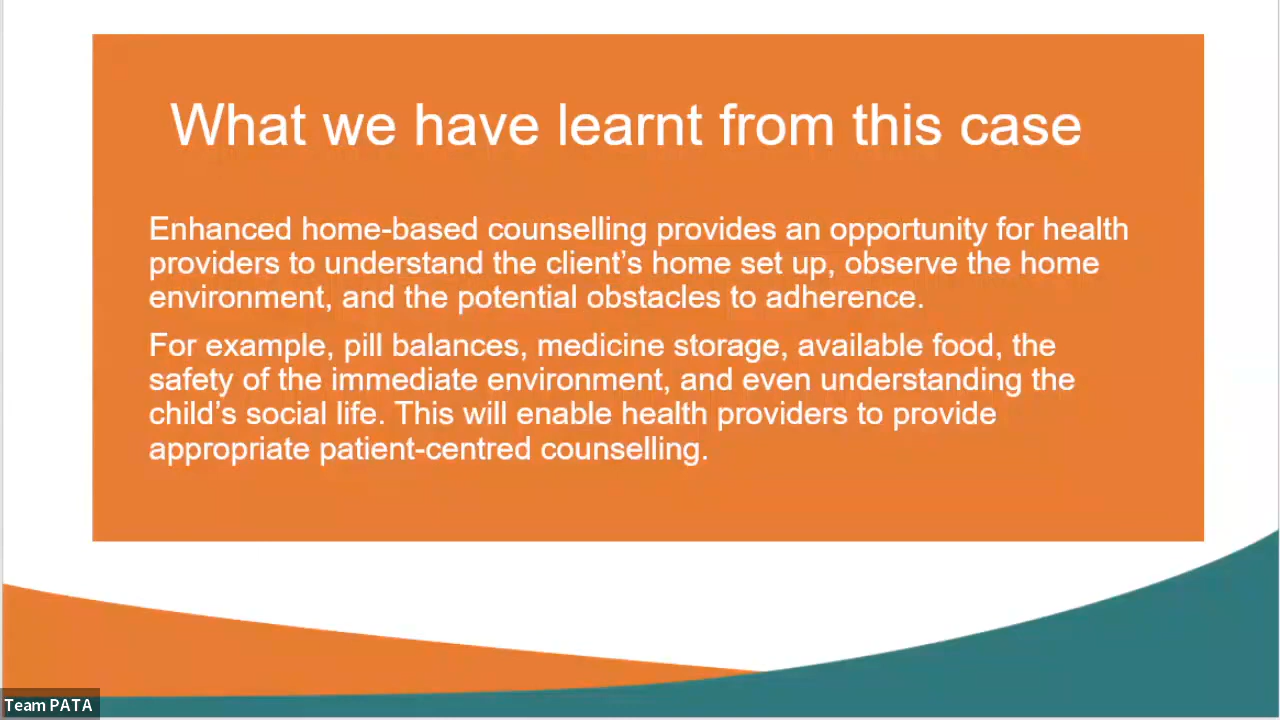 What we have learnt from this case
Enhanced home-based counselling provides an opportunity for health
providers to understand the client’s home set up, observe the home
environment, and the potential obstacles to adherence.
For example, pill balances, medicine storage, available food, the
safety of the immediate environment, and even understanding the
child’s social life. This will enable health providers to provide
appropriate patient-centred counselling.
Team PATA